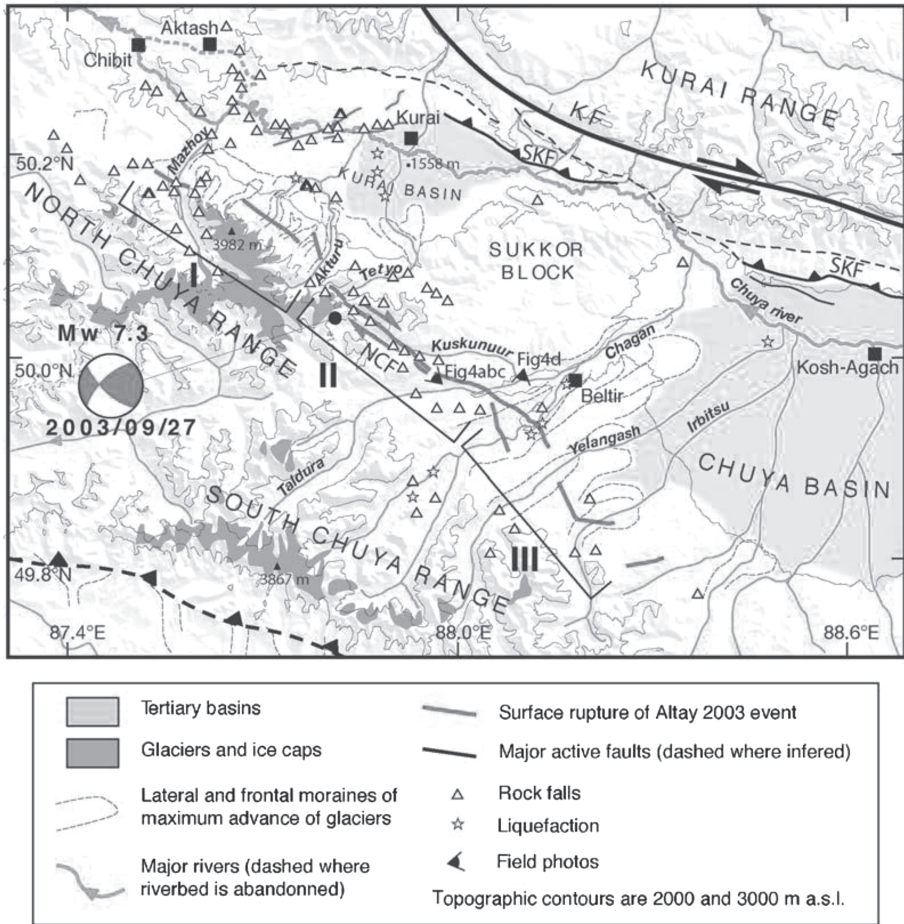 Aktash
Chibit
KURAI RANGE
K.F
Kurai
SKF
Mazhoy
50.2°N
1558 m
KURAI BASIN
NORTH CHUYA RANGE
3982 m
SUKKOR
BLOCK
Akturu
Tetyo
I
SKF
Chuya river
Mw 7.3
NCF
Kuskunuur
Chagan
Fig4d
Fig4abc
50.0°N
II
Kosh-Agach
Beltir
2003/09/27
Irbitsu
Yelangash
CHUYA BASIN
Taldura
SOUTH CHUYA RANGE
III
49.8°N
3867 m
87.4°E
88.0°E
88.6°E
Tertiary basins
Glaciers and ice caps
Lateral and frontal moraines of
maximum advance of glaciers
Major rivers (dashed where
riverbed is abandonned)
Surface rupture of Altay 2003 event
Major active faults (dashed where infered)
Rock falls
Liquefaction
Field photos
Topographic contours are 2000 and 3000 m a.s.l.